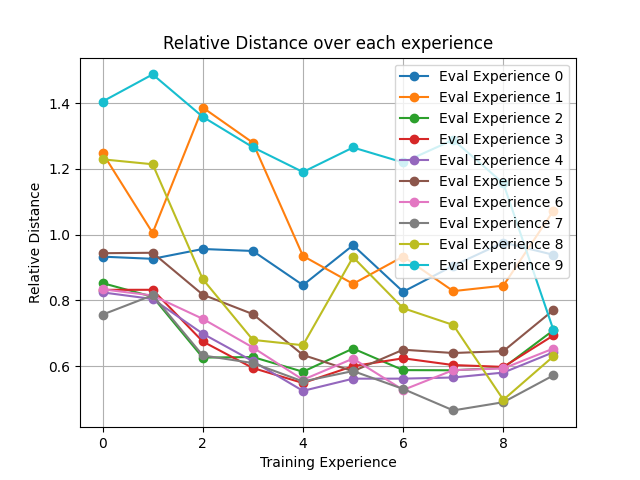 Relative Distance over each experience
Eval Experience 0
Eval Experience 1
Eval Experience 2
Eval Experience 3
Eval Experience 4
Eval Experience 5
Eval Experience 6
Eval Experience 7
Eval Experience 8
Eval Experience 9
Relative Distance
1.4
1.2
1.0
0.8
0.6
0 2 4 6 8
Training Experience